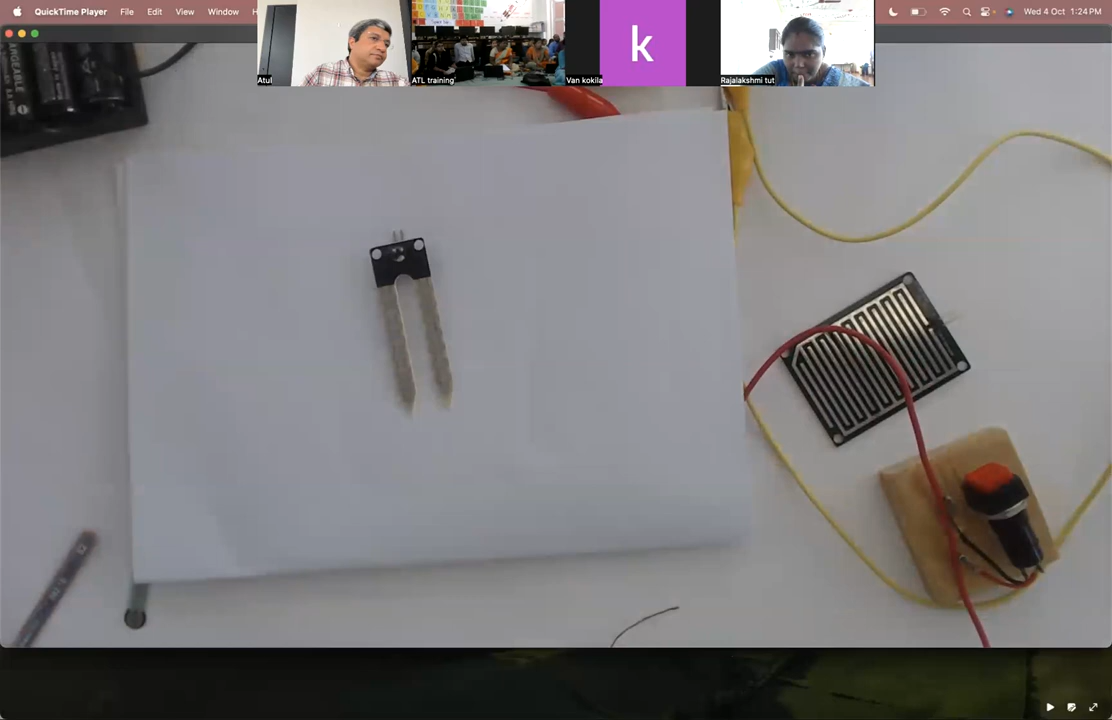 QuickTime Player File Edit View Window
Wed 4 Oct 1:24 PM
k
Atul
ATL training
Van kokila
Rajalakshmi tut